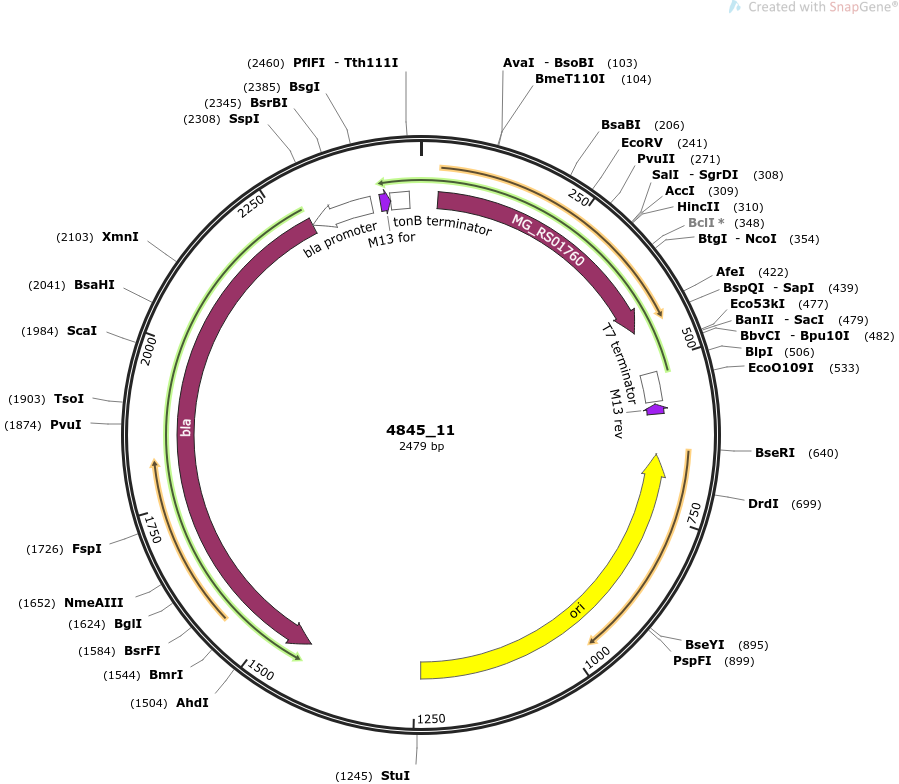 Created with SnapGene®
(2460) PflFI - Tth111I
(2385) BsgI
(2345) BsrBI
(2308) SspI
AvaI - BsoBI (103)
BmeT110I (104)
BsaBI (206)
EcoRV (241)
PvuII (271)
SalI - SgrDI (308)
AccI (309)
HincII (310)
BclI * (348)
BtgI - NcoI (354)
AfeI (422)
BspQI - SapI (439)
Eco53kI (477)
BanII - SacI (479)
BbvCI - Bpu10I (482)
BlpI (506)
EcoO109I (533)
BseRI (640)
DrdI (699)
BseYI (895)
PspFI (899)
(1245) StuI
(2103) XmnI
(2041) BsaHI
(1984) ScaI
(1903) TsoI
(1874) PvuI
(1726) FspI
(1652) NmeAIII
(1624) BglI
(1584) BsrFI
(1544) BmrI
(1504) AhdI
250
500
750
1000
1250
1500
1750
2000
2250
bla promoter
M13 for
tonB terminator
MG_RS01760
T7 terminator
M13 rev
bla
ori
4845_11
2479 bp